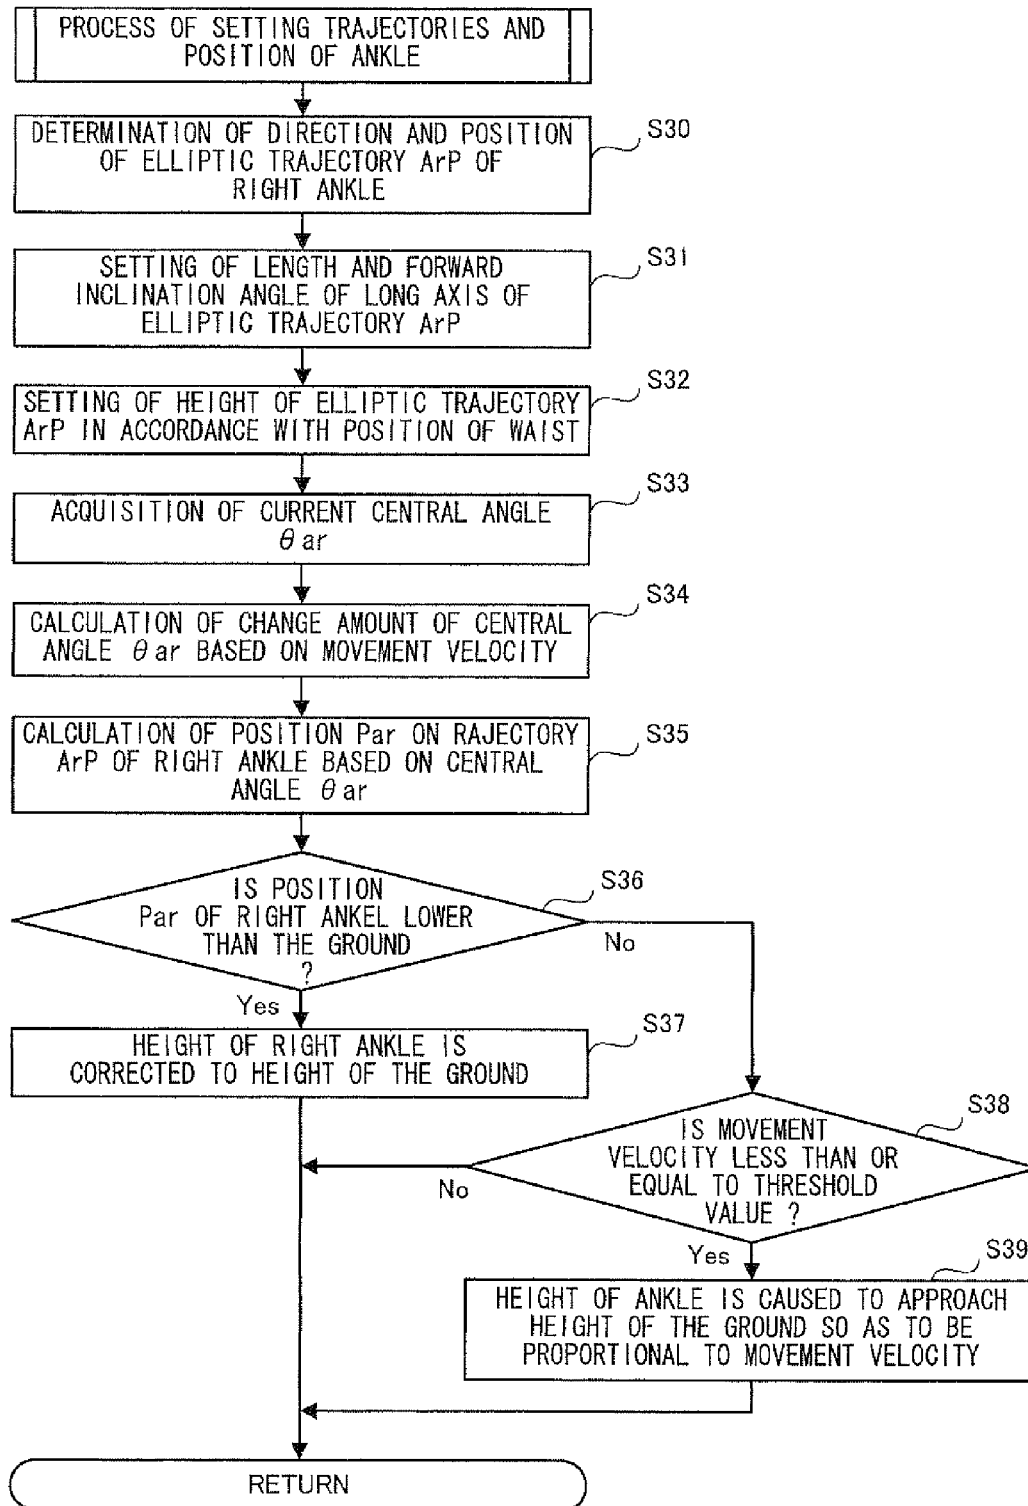 PROCESS OF SETTING TRAJECTORIES AND
POSITION OF ANKLE
DETERMINATION OF DIRECTION AND POSITION
OF ELLIPTIC TRAJECTORY ArP OF
RIGHT ANKLE
S30
SETTING OF LENGTH AND FORWARD
INCLINATION ANGLE OF LONG AXIS OF
ELLIPTIC TRAJECTORY ArP
S31
SETTING OF HEIGHT OF ELLIPTIC TRAJECTORY
ArP IN ACCORDANCE WITH POSITION OF WAIST
S32
ACQUISITION OF CURRENT CENTRAL ANGLE
θar
S33
CALCULATION OF CHANGE AMOUNT OF CENTRAL
ANGLE θar BASED ON MOVEMENT VELOCITY
S34
CALCULATION OF POSITION Par ON RAJECTORY
ArP OF RIGHT ANKLE BASED ON CENTRAL
ANGLE θar
S35
IS POSITION
Par OF RIGHT ANKEL LOWER
THAN THE GROUND
?
S36
No
Yes
HEIGHT OF RIGHT ANKLE IS
CORRECTED TO HEIGHT OF THE GROUND
S37
IS MOVEMENT
VELOCITY LESS THAN OR
EQUAL TO THRESHOLD
VALUE ?
S38
No
Yes
HEIGHT OF ANKLE IS CAUSED TO APPROACH
HEIGHT OF THE GROUND SO AS TO BE
PROPORTIONAL TO MOVEMENT VELOCITY
S39
RETURN